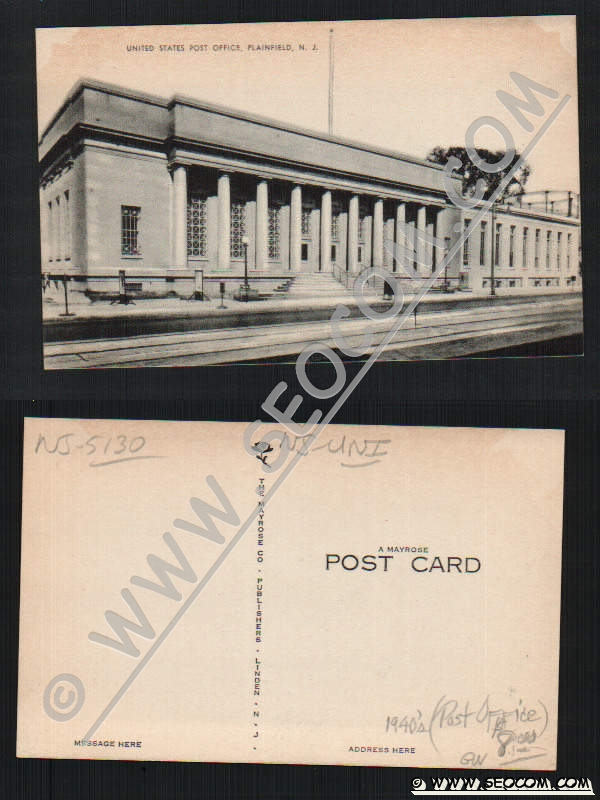 UNITED STATES POST OFFICE, PLAINFIELD, N. J.
© WWW.SEOCOM.COM
NJ-5130
NJ-UNI
THE MAYROSE CO · PUBLISHERS · LINDEN · N · J ·
A MAYROSE
POST CARD
1940's (Post Office)
GW
MESSAGE HERE
ADDRESS HERE
© WWW.SEOCOM.COM